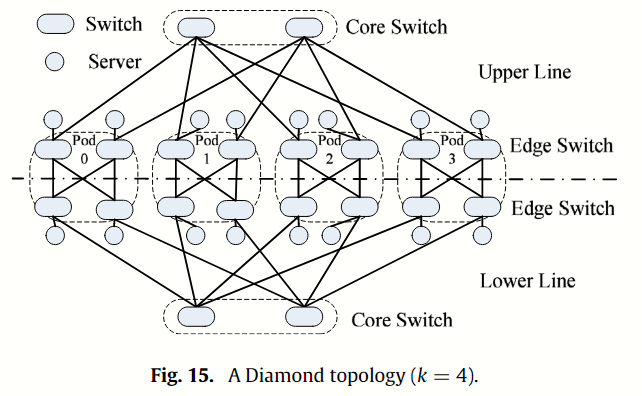 Switch
Core Switch
Server
Upper Line
Pod
0
Pod
1
Pod
2
Pod
3
Edge Switch
Edge Switch
Lower Line
Core Switch
Fig. 15. A Diamond topology (k = 4).